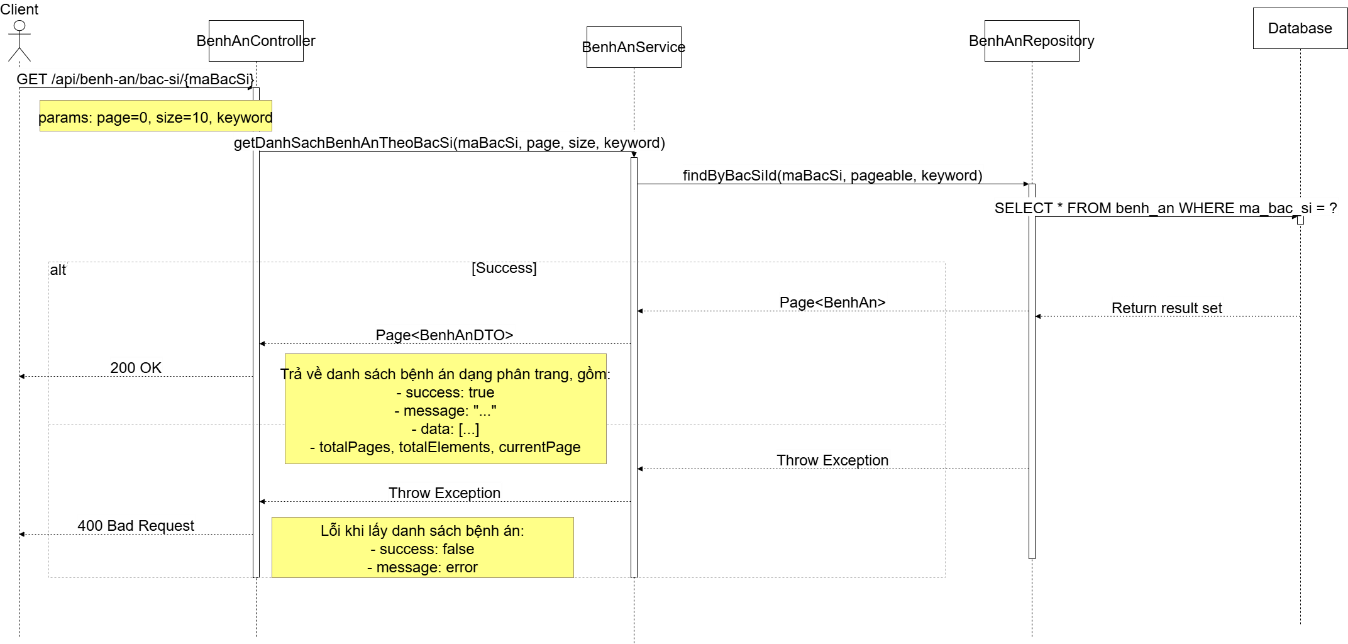 Client
BenhAnController
BenhAnService
BenhAnRepository
Database
GET /api/benh-an/bac-si/{maBacSi}
params: page=0, size=10, keyword
getDanhSachBenhAnTheoBacSi(maBacSi, page, size, keyword)
findByBacSiId(maBacSi, pageable, keyword)
SELECT * FROM benh_an WHERE ma_bac_si = ?
alt
[Success]
Page<BenhAn>
Return result set
Page<BenhAnDTO>
200 OK
Trả về danh sách bệnh án dạng phân trang, gồm:
- success: true
- message: "..."
- data: [...]
- totalPages, totalElements, currentPage
Throw Exception
Throw Exception
400 Bad Request
Lỗi khi lấy danh sách bệnh án:
- success: false
- message: error